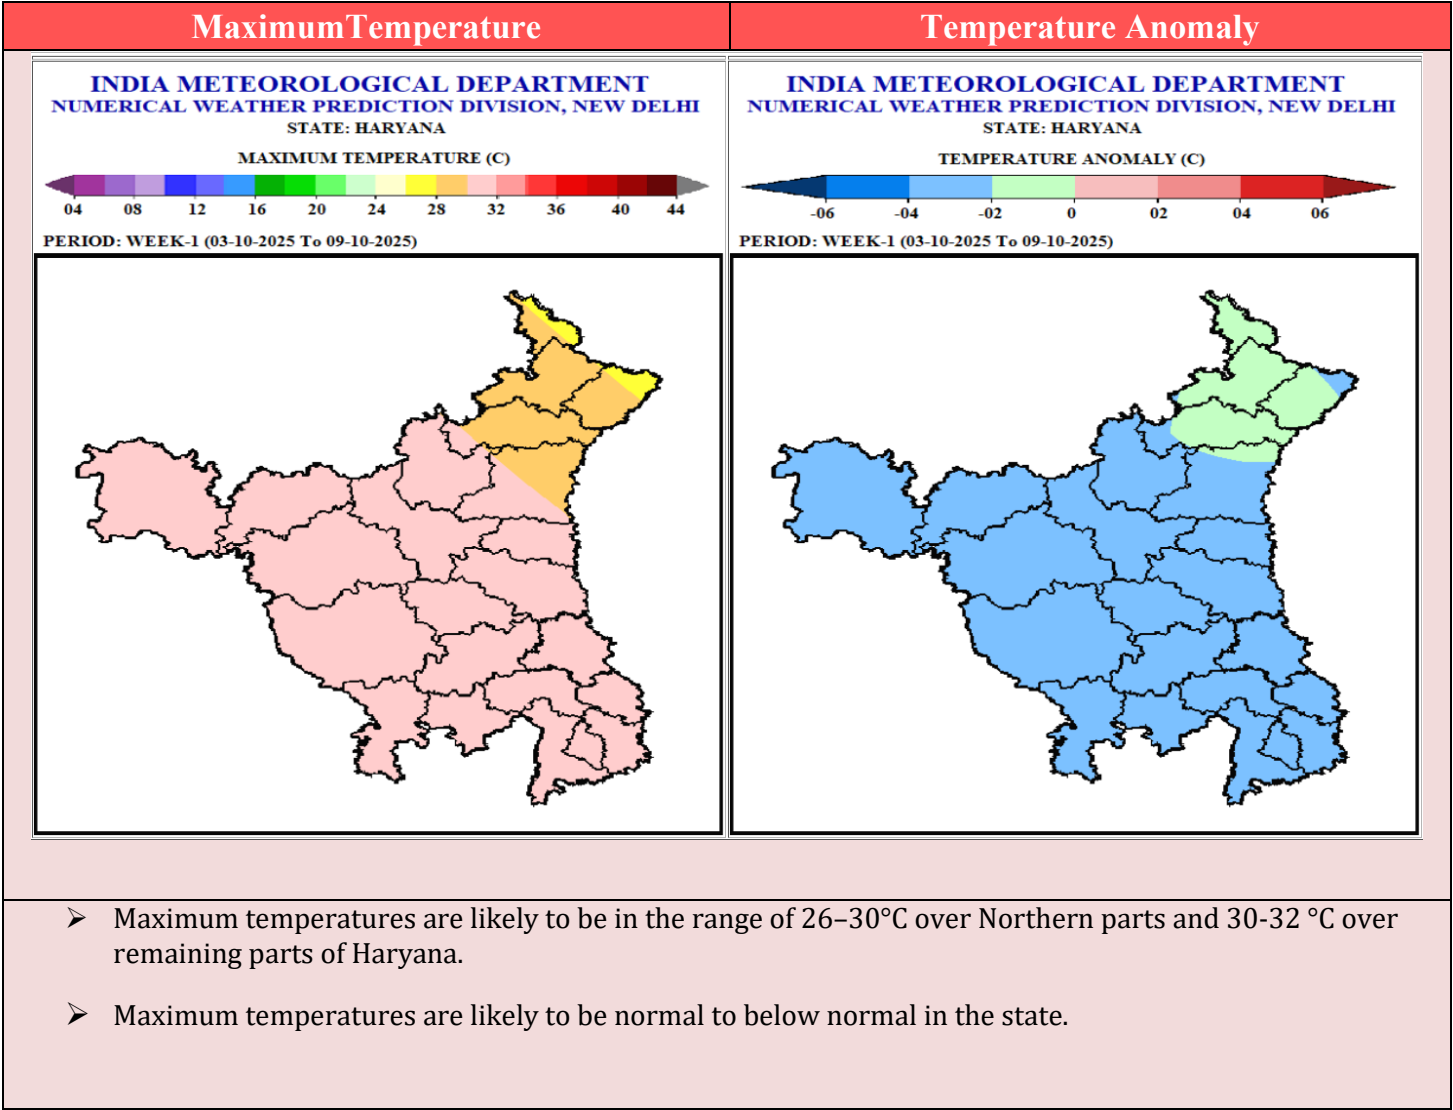 MaximumTemperature
Temperature Anomaly
INDIA METEOROLOGICAL DEPARTMENT
NUMERICAL WEATHER PREDICTION DIVISION, NEW DELHI
STATE: HARYANA
MAXIMUM TEMPERATURE (C)
04 08 12 16 20 24 28 32 36 40 44
PERIOD: WEEK-1 (03-10-2025 To 09-10-2025)
INDIA METEOROLOGICAL DEPARTMENT
NUMERICAL WEATHER PREDICTION DIVISION, NEW DELHI
STATE: HARYANA
TEMPERATURE ANOMALY (C)
-06 -04 -02 0 02 04 06
PERIOD: WEEK-1 (03-10-2025 To 09-10-2025)
➢ Maximum temperatures are likely to be in the range of 26–30°C over Northern parts and 30-32 °C over
remaining parts of Haryana.
➢ Maximum temperatures are likely to be normal to below normal in the state.